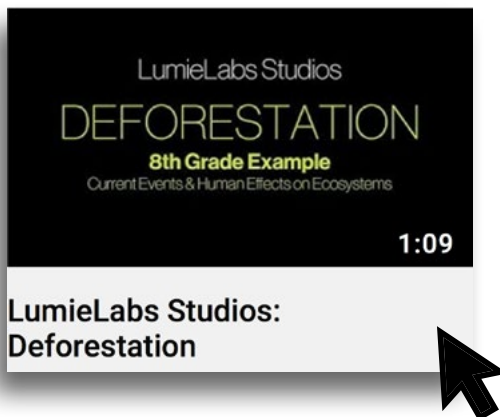 LumieLabs Studios
DEFORESTATION
8th Grade Example
Current Events & Human Effects on Ecosystems
1:09
LumieLabs Studios:
Deforestation